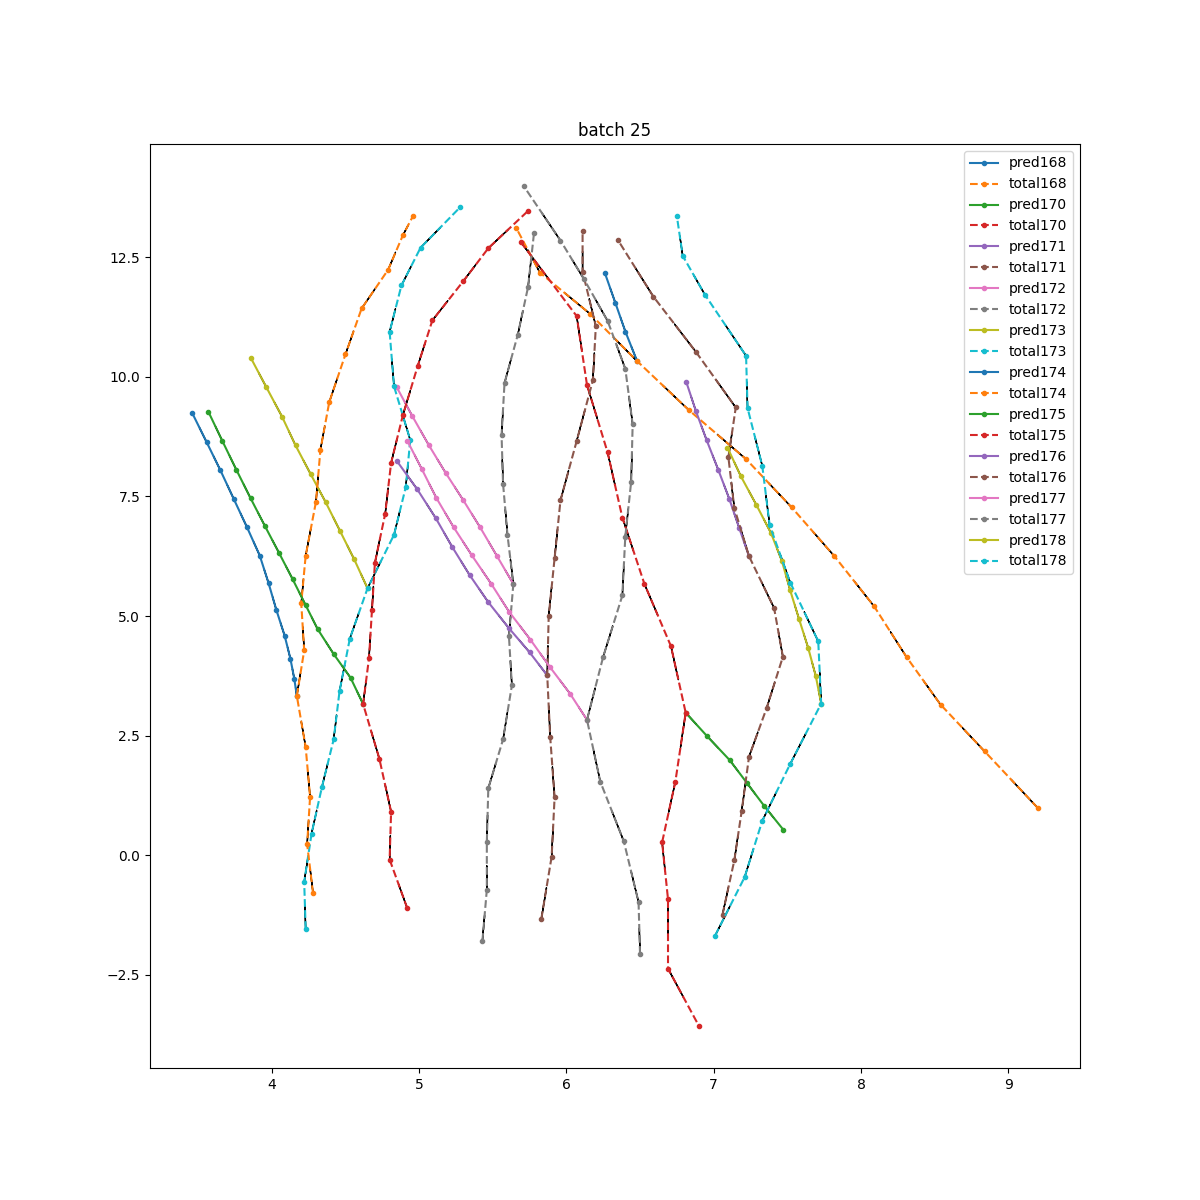 batch 25
pred168
total168
pred170
total170
pred171
total171
pred172
total172
pred173
total173
pred174
total174
pred175
total175
pred176
total176
pred177
total177
pred178
total178
12.5
10.0
7.5
5.0
2.5
0.0
−2.5
4 5 6 7 8 9